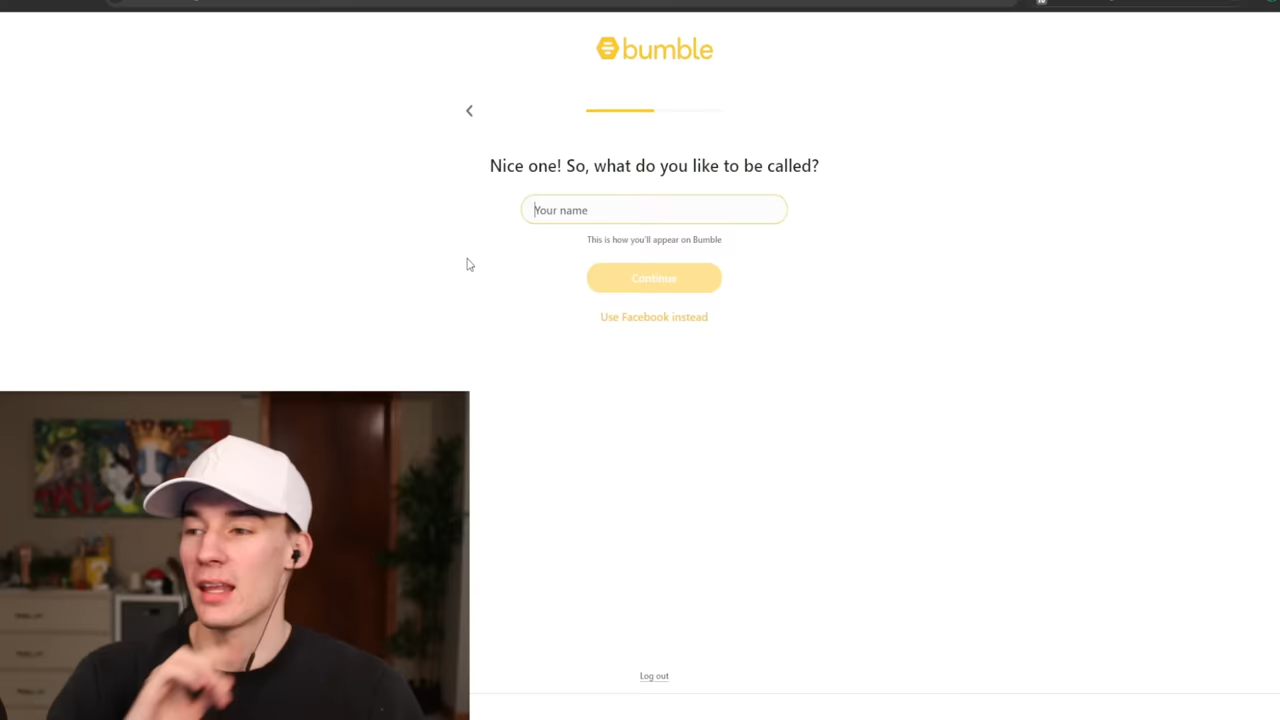 bumble
Nice one! So, what do you like to be called?
Your name
This is how you'll appear on Bumble
Continue
Use Facebook instead
Log out